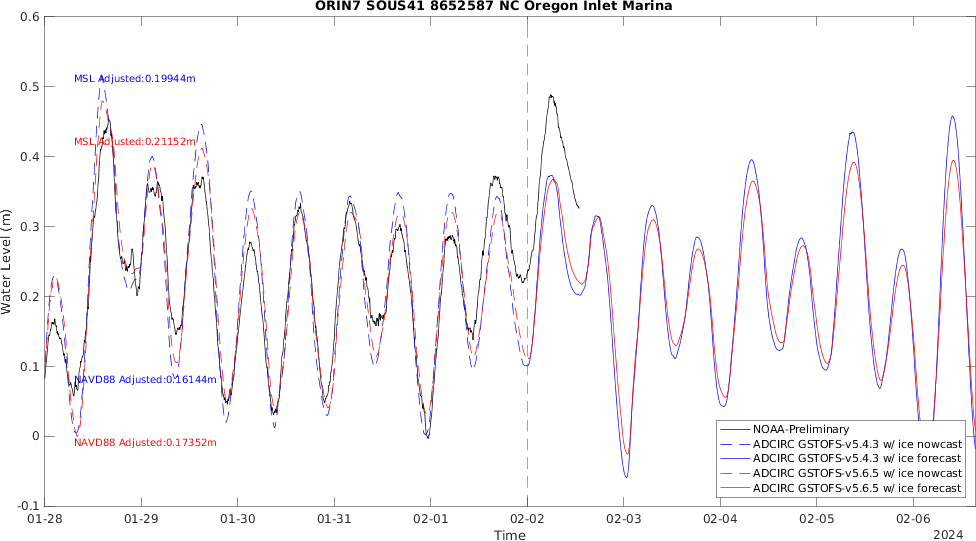 ORIN7 SOUS41 8652587 NC Oregon Inlet Marina
0.6
0.5
0.4
0.3
0.2
0.1
0
-0.1
Water Level (m)
MSL Adjusted:0.19944m
MSL Adjusted:0.21152m
NAVD88 Adjusted:0.16144m
NAVD88 Adjusted:0.17352m
NOAA-Preliminary
ADCIRC GSTOFS-v5.4.3 w/ ice nowcast
ADCIRC GSTOFS-v5.4.3 w/ ice forecast
ADCIRC GSTOFS-v5.6.5 w/ ice nowcast
ADCIRC GSTOFS-v5.6.5 w/ ice forecast
01-28 01-29 01-30 01-31 02-01 02-02 02-03 02-04 02-05 02-06
Time
2024